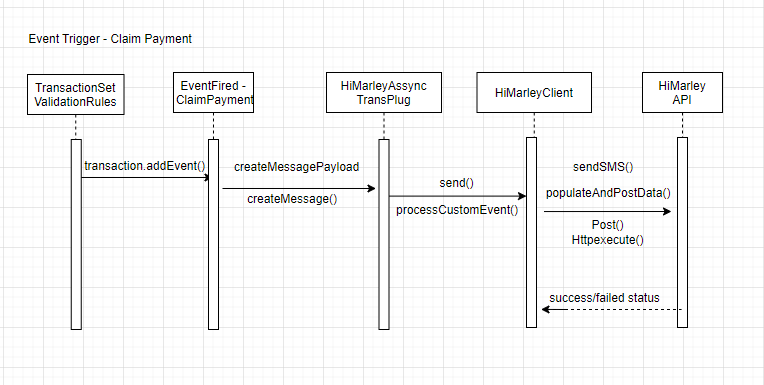 Event Trigger - Claim Payment
TransactionSet
ValidationRules
EventFired -
ClaimPayment
HiMarleyAssync
TransPlug
HiMarleyClient
HiMarley
API
transaction.addEvent()
createMessagePayload
createMessage()
send()
processCustomEvent()
sendSMS()
populateAndPostData()
Post()
Httpexecute()
success/failed status